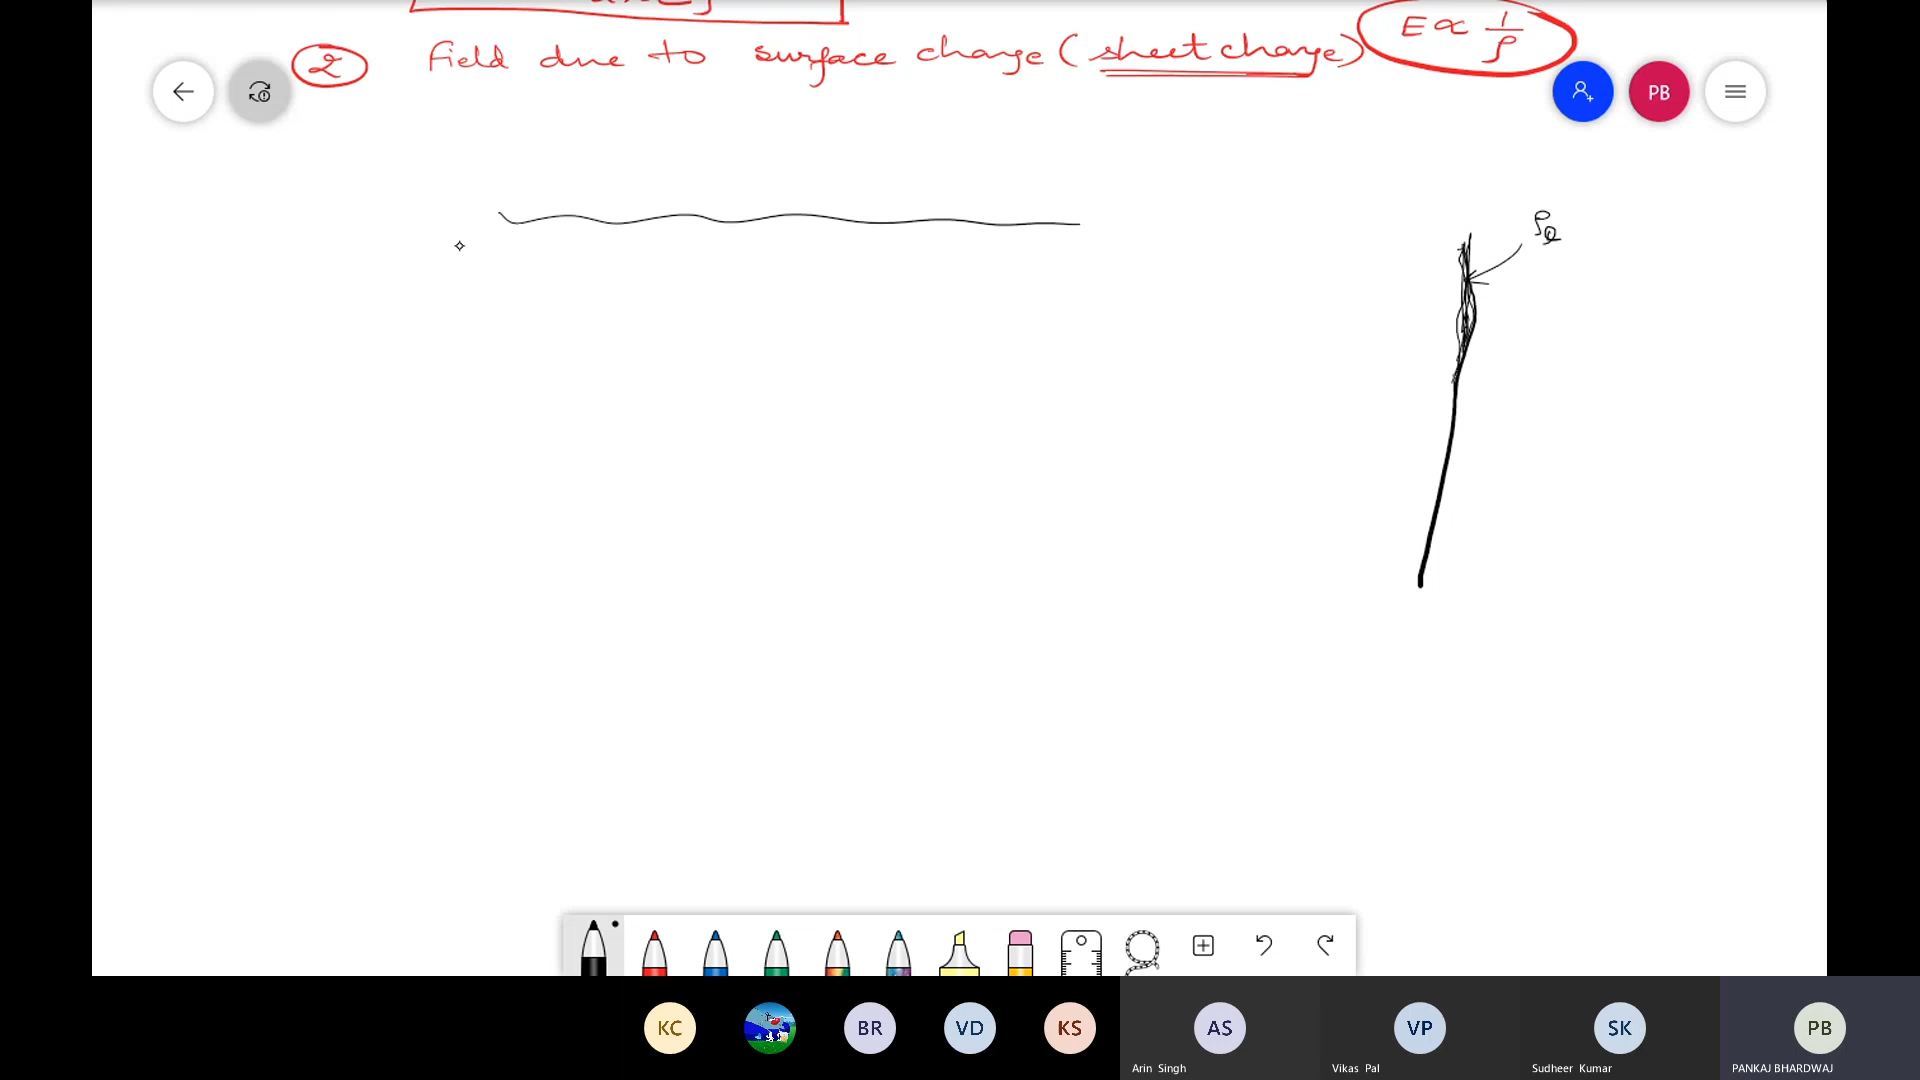 ② Field due to surface charge (sheet charge) E ∝ 1/ρ
PB
ρ_Q
KC
BR
VD
KS
AS
VP
SK
PB
Arin Singh
Vikas Pal
Sudheer Kumar
PANKAJ BHARDWAJ